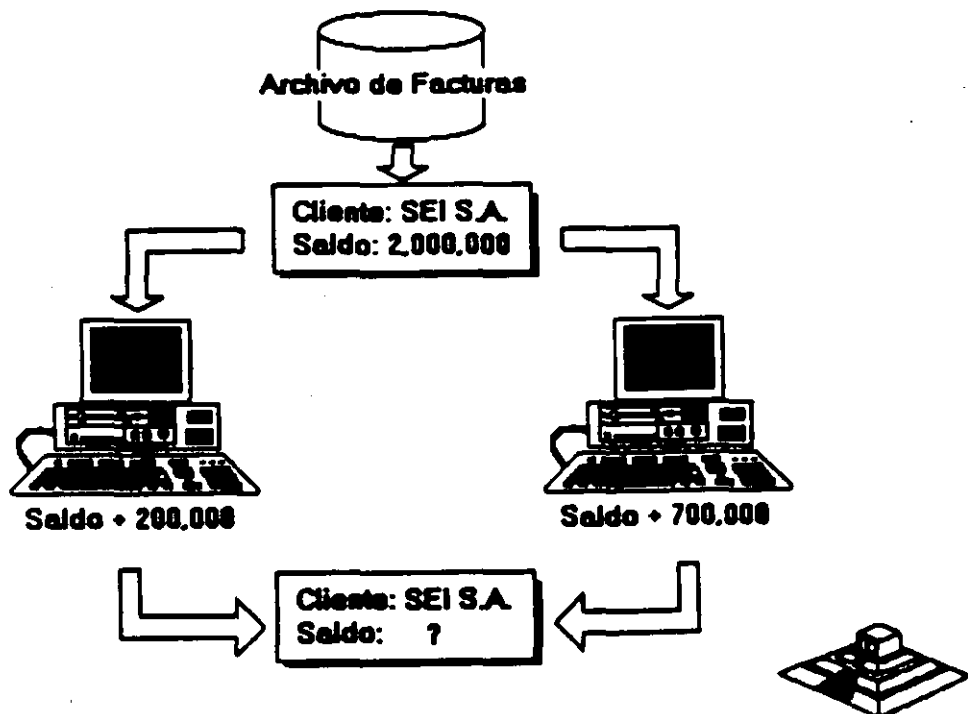 Archivo de Facturas
Cliente: SEI S.A.
Saldo: 2,000,000
Saldo + 200,000
Saldo + 700,000
Cliente: SEI S.A.
Saldo: ?